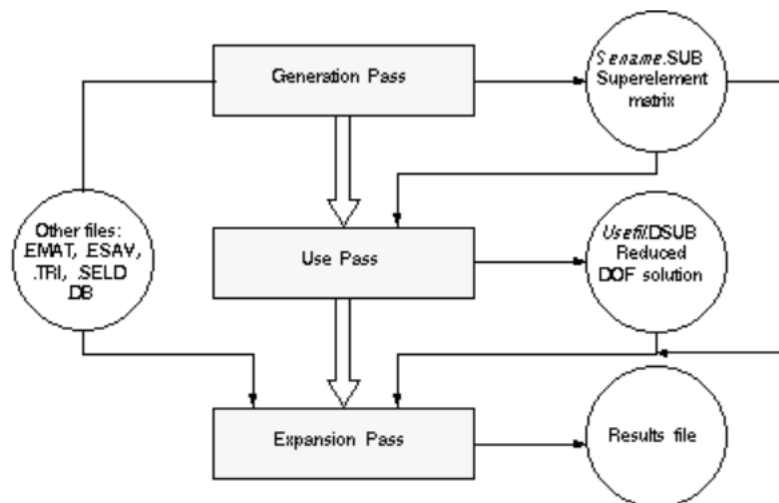 Generation Pass
Sename.SUB
Superelement
matrix
Other files:
.EMAT, .ESAV,
.TRI, .SELD
.DB
Use Pass
Usefil.DSUB
Reduced
DOF solution
Expansion Pass
Results file